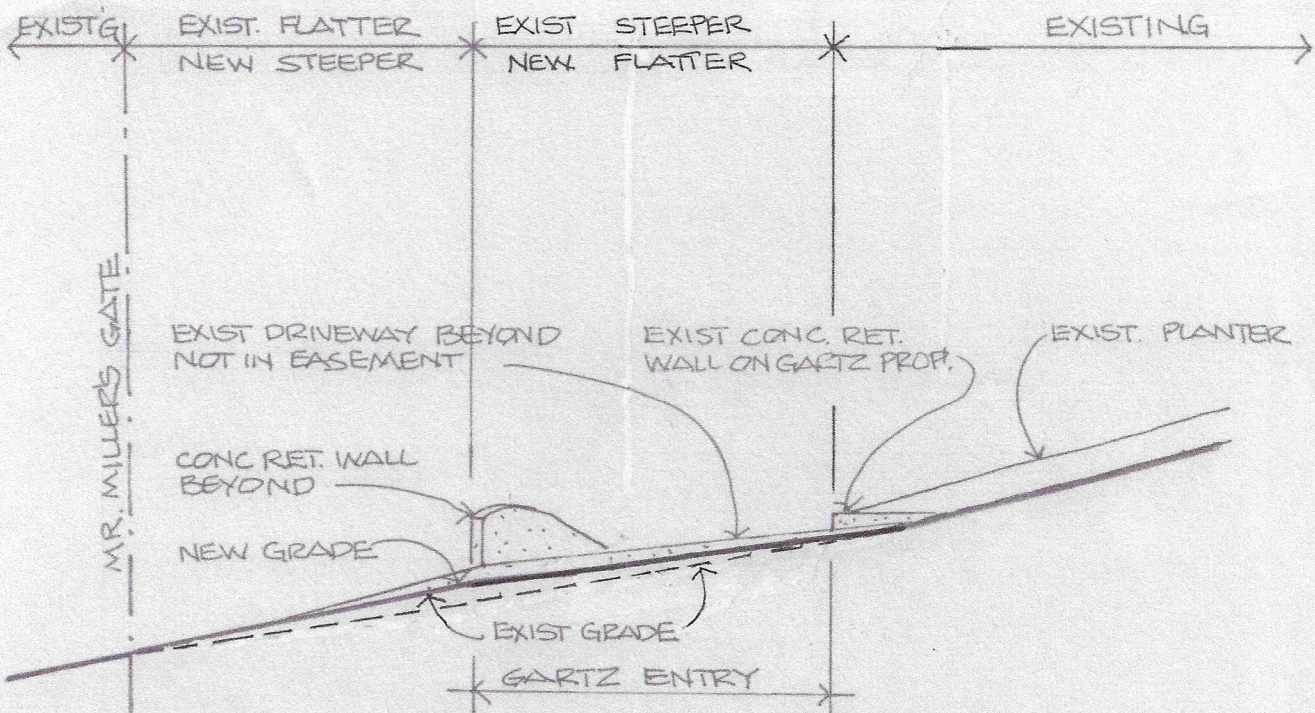 EXIST'G
EXIST. FLATTER
EXIST STEEPER
EXISTING
NEW STEEPER
NEW. FLATTER
MR. MILLER'S GATE
EXIST DRIVEWAY BEYOND
NOT IN EASEMENT
EXIST CONC. RET.
WALL ON GARTZ PROP.
EXIST. PLANTER
CONC RET. WALL
BEYOND
NEW GRADE
EXIST GRADE
GARTZ ENTRY